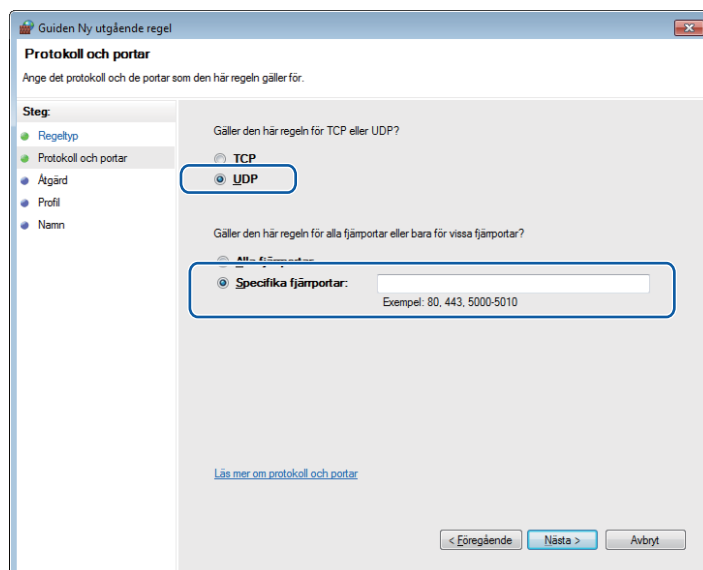 Guiden Ny utgående regel
Protokoll och portar
Ange det protokoll och de portar som den här regeln gäller för.
Steg:
Regeltyp
Protokoll och portar
Åtgärd
Profil
Namn
Gäller den här regeln för TCP eller UDP?
TCP
UDP
Gäller den här regeln för alla fjärrportar eller bara för vissa fjärrportar?
Alla fjärrportar
Specifika fjärrportar:
Exempel: 80, 443, 5000-5010
Läs mer om protokoll och portar
< Föregående
Nästa >
Avbryt